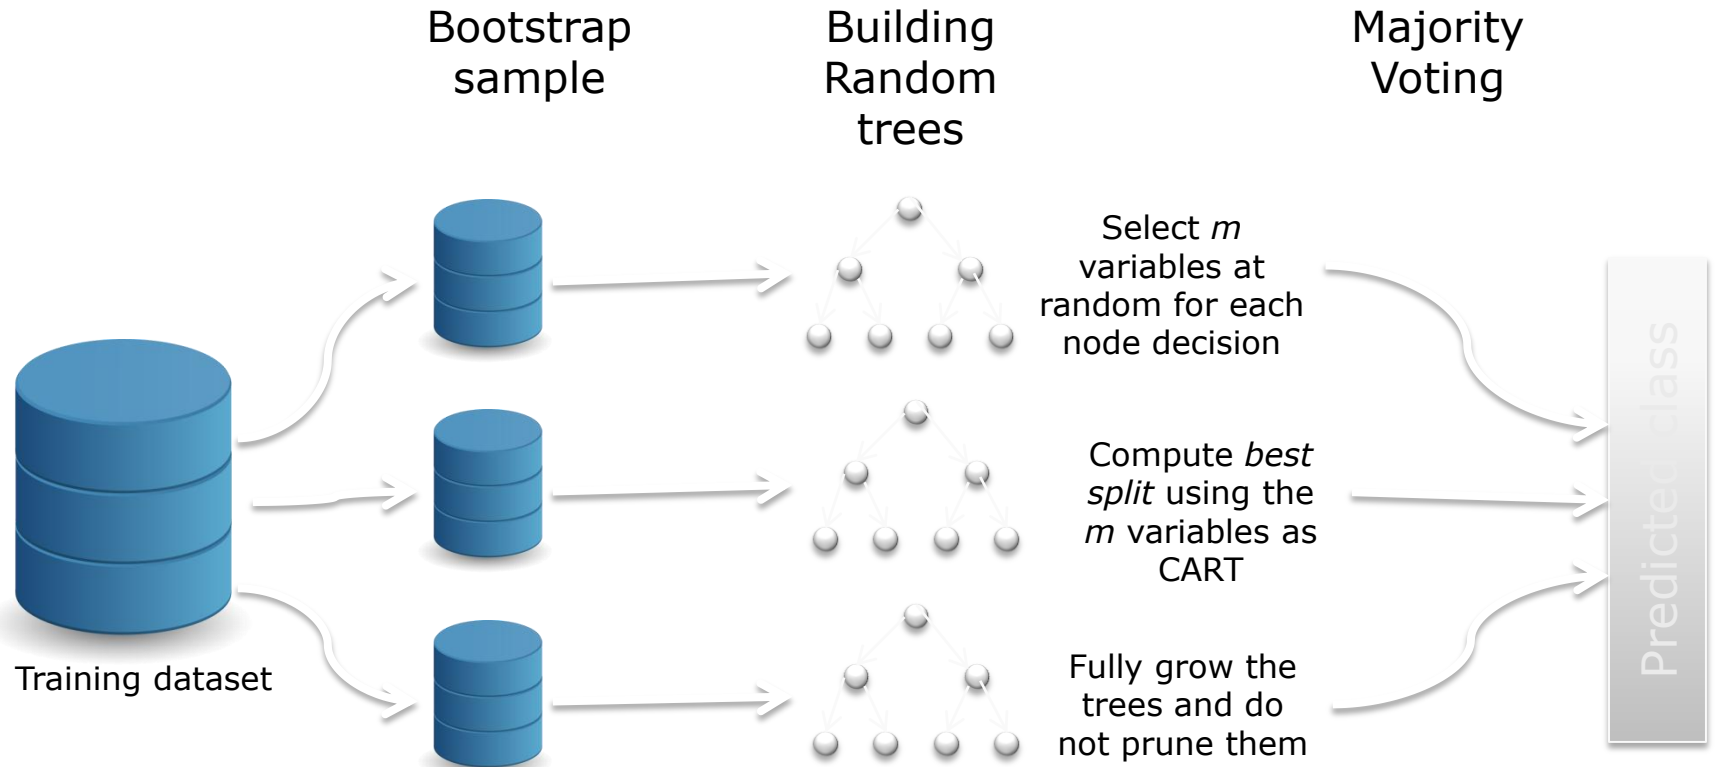 Bootstrap
sample
Building
Random
trees
Majority
Voting
Select m
variables at
random for each
node decision
Compute best
split using the
m variables as
CART
Fully grow the
trees and do
not prune them
Training dataset
Predicted class